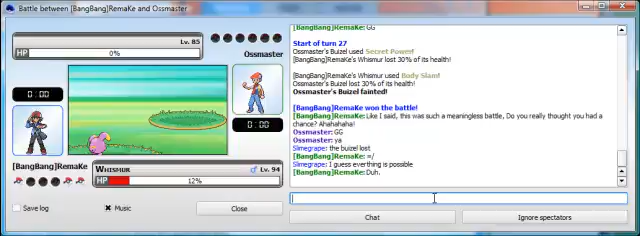 Battle between [BangBang]RemaKe and Ossmaster
Lv. 85
HP
0%
Ossmaster
0:00
0:00
[BangBang]RemaKe
Whismur
Lv. 94
HP
12%
Save log
Music
Close
[BangBang]RemaKe: GG
Start of turn 27
Ossmaster's Buizel used Secret Power!
[BangBang]RemaKe's Whismur lost 30% of its health!
[BangBang]RemaKe's Whismur used Body Slam!
Ossmaster's Buizel lost 30% of its health!
Ossmaster's Buizel fainted!
[BangBang]RemaKe won the battle!
[BangBang]RemaKe: Like I said, this was such a meaningless battle, Do you really thought you had a
chance? Ahahahaha!
Ossmaster: GG
Ossmaster: ya
Slimegrape: the buizel lost
[BangBang]RemaKe: =/
Slimegrape: I guess everthing is possible
[BangBang]RemaKe: Duh.
Chat
Ignore spectators